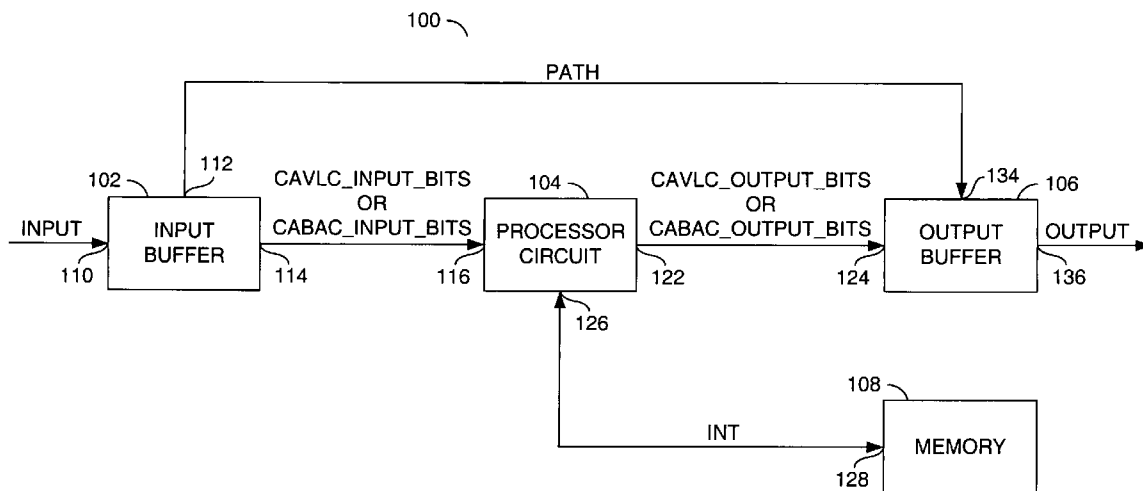 100
PATH
102
112
CAVLC_INPUT_BITS
OR
CABAC_INPUT_BITS
104
CAVLC_OUTPUT_BITS
OR
CABAC_OUTPUT_BITS
134
106
INPUT
INPUT
BUFFER
PROCESSOR
CIRCUIT
OUTPUT
BUFFER
OUTPUT
110
114
116
122
124
136
126
108
INT
MEMORY
128